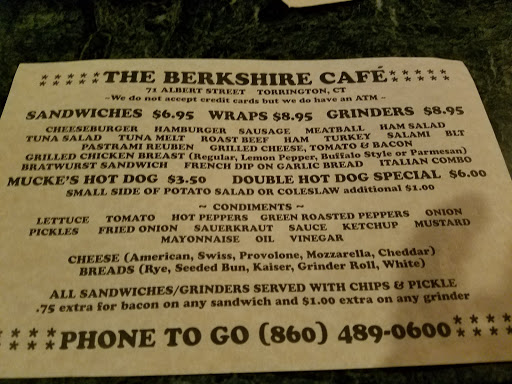 THE BERKSHIRE CAFÉ
71 ALBERT STREET TORRINGTON, CT
-We do not accept credit cards but we do have an ATM -
SANDWICHES $6.95 WRAPS $8.95 GRINDERS $8.95
CHEESEBURGER HAMBURGER SAUSAGE MEATBALL HAM SALAD
TUNA SALAD TUNA MELT ROAST BEEF HAM TURKEY SALAMI BLT
PASTRAMI REUBEN GRILLED CHEESE, TOMATO & BACON
GRILLED CHICKEN BREAST (Regular, Lemon Pepper, Buffalo Style or Parmesan)
BRATWURST SANDWICH FRENCH DIP ON GARLIC BREAD ITALIAN COMBO
MUCKE'S HOT DOG $3.50 DOUBLE HOT DOG SPECIAL $6.00
SMALL SIDE OF POTATO SALAD OR COLESLAW additional $1.00
~ CONDIMENTS ~
LETTUCE TOMATO HOT PEPPERS GREEN ROASTED PEPPERS ONION
PICKLES FRIED ONION SAUERKRAUT SAUCE KETCHUP MUSTARD
MAYONNAISE OIL VINEGAR
CHEESE (American, Swiss, Provolone, Mozzarella, Cheddar)
BREADS (Rye, Seeded Bun, Kaiser, Grinder Roll, White)
ALL SANDWICHES/GRINDERS SERVED WITH CHIPS & PICKLE
.75 extra for bacon on any sandwich and $1.00 extra on any grinder
PHONE TO GO (860) 489-0600